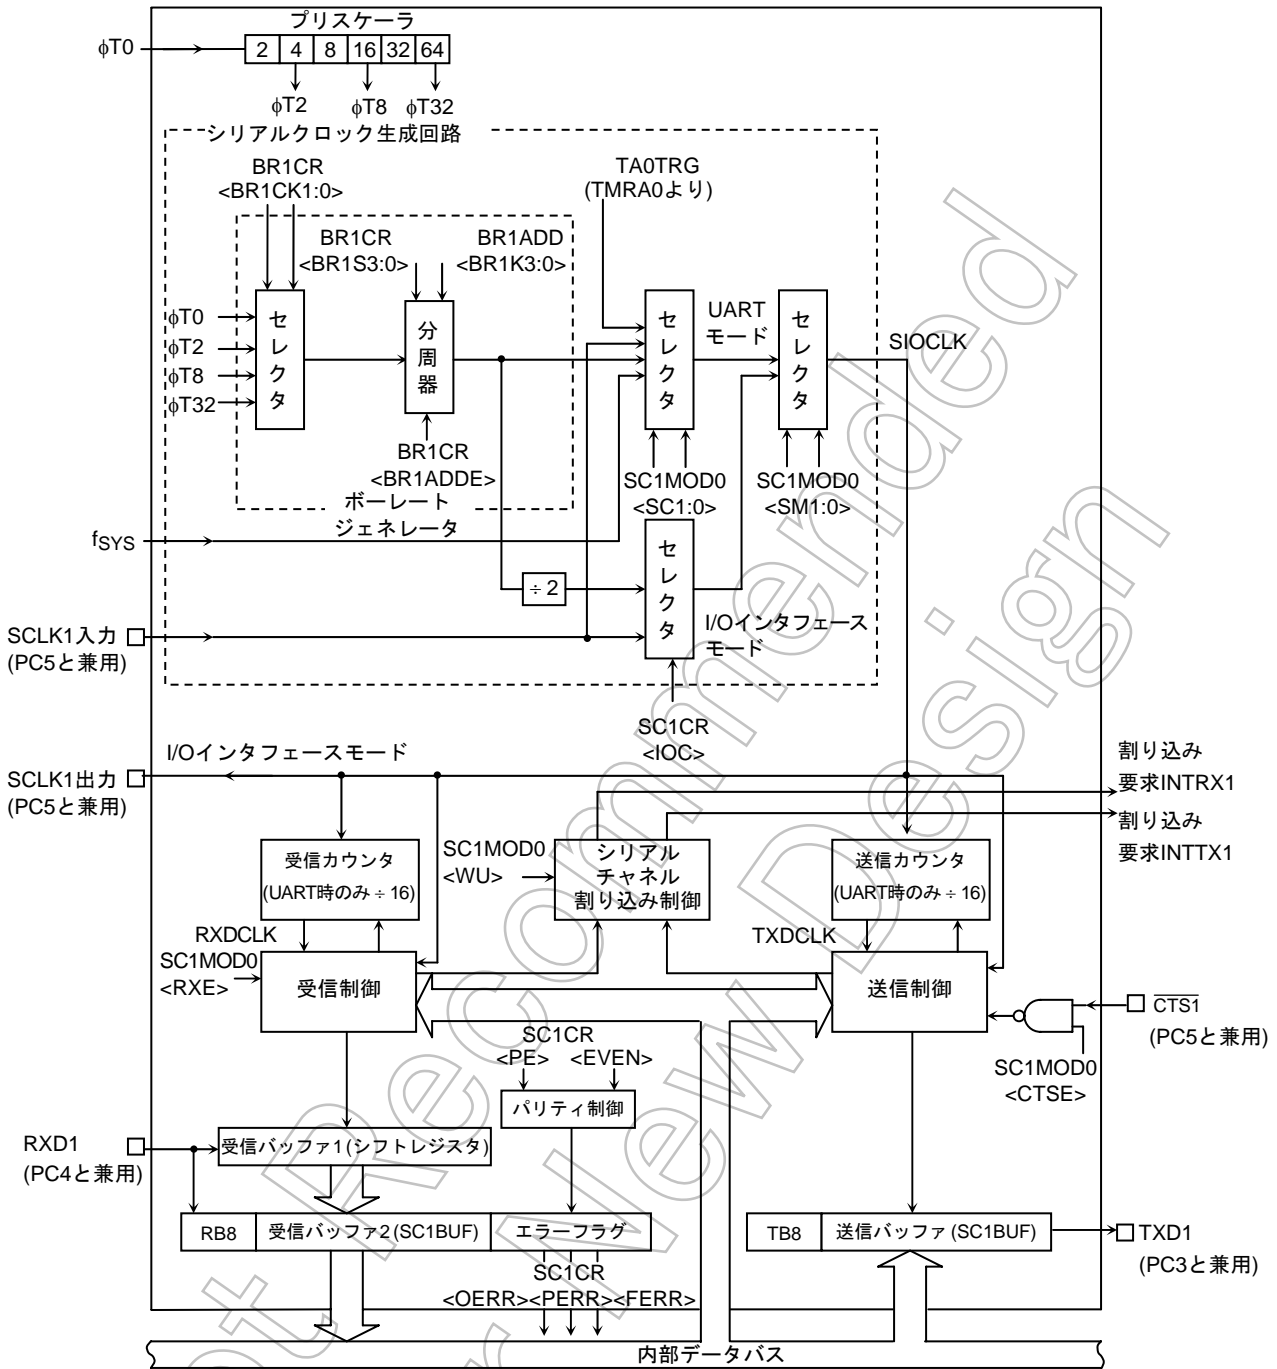 プリスケーラ
φT0
2 4 8 16 32 64
φT2 φT8 φT32
シリアルクロック生成回路
BR1CR
<BR1CK1:0>
TA0TRG
(TMRA0より)
BR1CR
<BR1S3:0>
BR1ADD
<BR1K3:0>
φT0
φT2
φT8
φT32
セレクタ
分周器
セレクタ
UART
モード
セレクタ
SIOCLK
BR1CR
<BR1ADDE>
SC1MOD0
<SC1:0>
SC1MOD0
<SM1:0>
ボーレート
ジェネレータ
fSYS
÷2
セレクタ
I/Oインタフェース
モード
SCLK1入力
(PC5と兼用)
SC1CR
<IOC>
I/Oインタフェースモード
SCLK1出力
(PC5と兼用)
割り込み
要求INTRX1
割り込み
要求INTTX1
受信カウンタ
(UART時のみ÷16)
SC1MOD0
<WU>
シリアル
チャネル
割り込み制御
送信カウンタ
(UART時のみ÷16)
RXDCLK
TXDCLK
SC1MOD0
<RXE>
受信制御
送信制御
CTS1
(PC5と兼用)
SC1MOD0
<CTSE>
SC1CR
<PE> <EVEN>
パリティ制御
RXD1
(PC4と兼用)
受信バッファ1(シフトレジスタ)
RB8
受信バッファ2(SC1BUF)
エラーフラグ
TB8
送信バッファ(SC1BUF)
TXD1
(PC3と兼用)
SC1CR
<OERR><PERR><FERR>
内部データバス
Not Recommended
for New Design